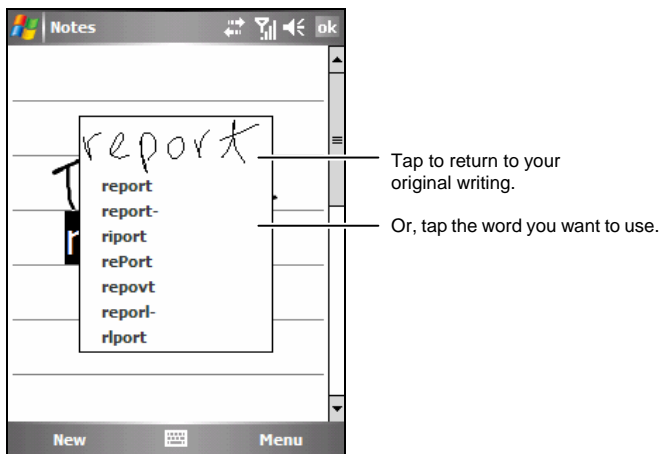 Notes ok
report
T
r
report
report-
riport
rePort
repovt
reporl-
rlport
New Menu
Tap to return to your
original writing.
Or, tap the word you want to use.